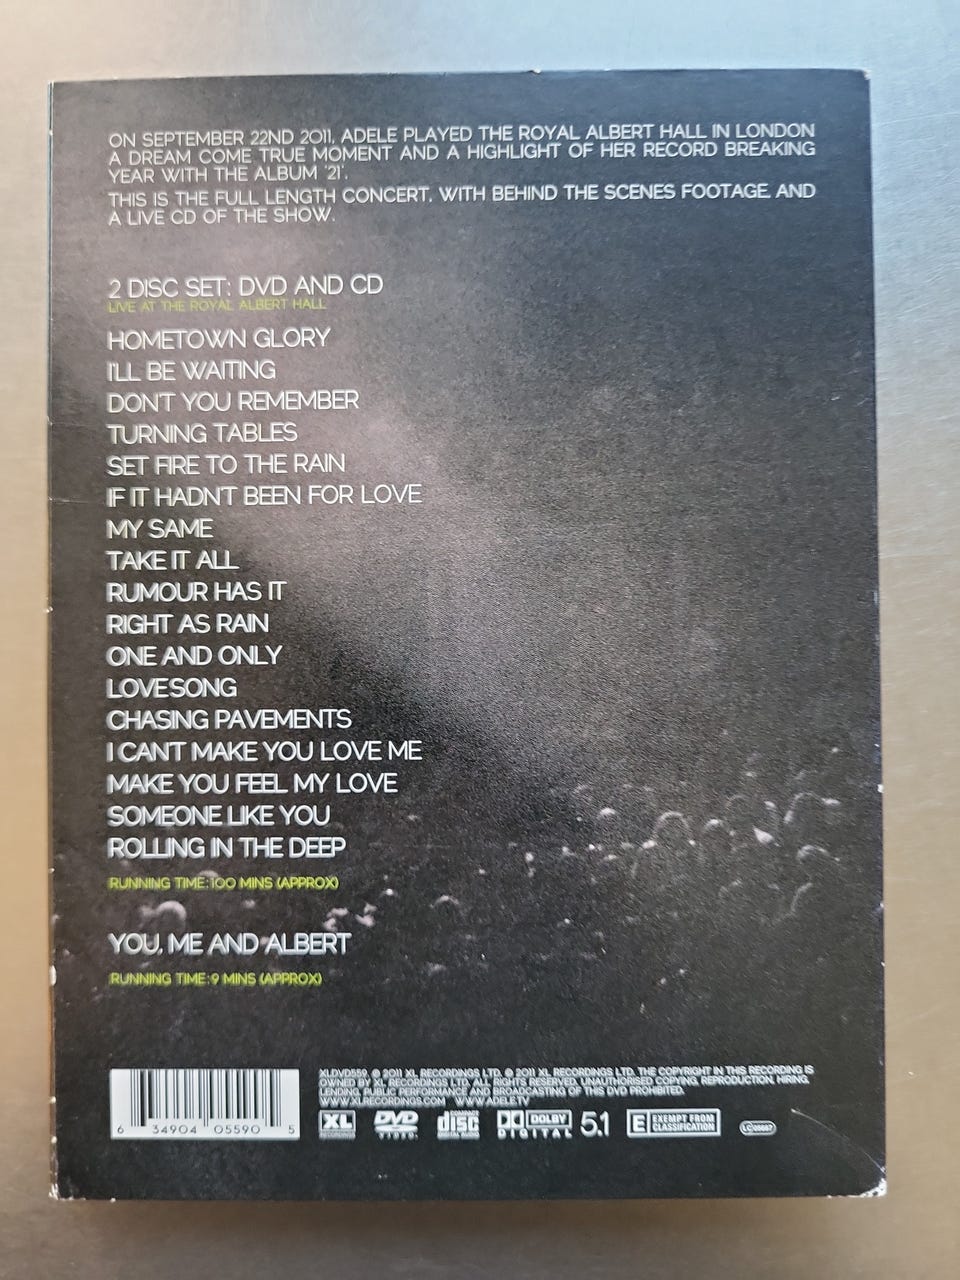 ON SEPTEMBER 22ND 2011, ADELE PLAYED THE ROYAL ALBERT HALL IN LONDON
A DREAM COME TRUE MOMENT AND A HIGHLIGHT OF HER RECORD BREAKING
YEAR WITH THE ALBUM '21'.
THIS IS THE FULL LENGTH CONCERT, WITH BEHIND THE SCENES FOOTAGE, AND
A LIVE CD OF THE SHOW.
2 DISC SET: DVD AND CD
LIVE AT THE ROYAL ALBERT HALL
HOMETOWN GLORY
I'LL BE WAITING
DON'T YOU REMEMBER
TURNING TABLES
SET FIRE TO THE RAIN
IF IT HADN'T BEEN FOR LOVE
MY SAME
TAKE IT ALL
RUMOUR HAS IT
RIGHT AS RAIN
ONE AND ONLY
LOVESONG
CHASING PAVEMENTS
I CAN'T MAKE YOU LOVE ME
MAKE YOU FEEL MY LOVE
SOMEONE LIKE YOU
ROLLING IN THE DEEP
RUNNING TIME: 100 MINS (APPROX)
YOU, ME AND ALBERT
RUNNING TIME: 9 MINS (APPROX)
XLDVD559. ℗ 2011 XL RECORDINGS LTD. © 2011 XL RECORDINGS LTD. THE COPYRIGHT IN THIS RECORDING IS
OWNED BY XL RECORDINGS LTD. ALL RIGHTS RESERVED. UNAUTHORISED COPYING, REPRODUCTION, HIRING,
LENDING, PUBLIC PERFORMANCE AND BROADCASTING OF THIS DVD PROHIBITED.
WWW.XLRECORDINGS.COM WWW.ADELE.TV
6 34904 05590 5
XL RECORDINGS
DVD VIDEO
COMPACT disc DIGITAL AUDIO
DOLBY DIGITAL 5.1
E EXEMPT FROM CLASSIFICATION
LC 05667